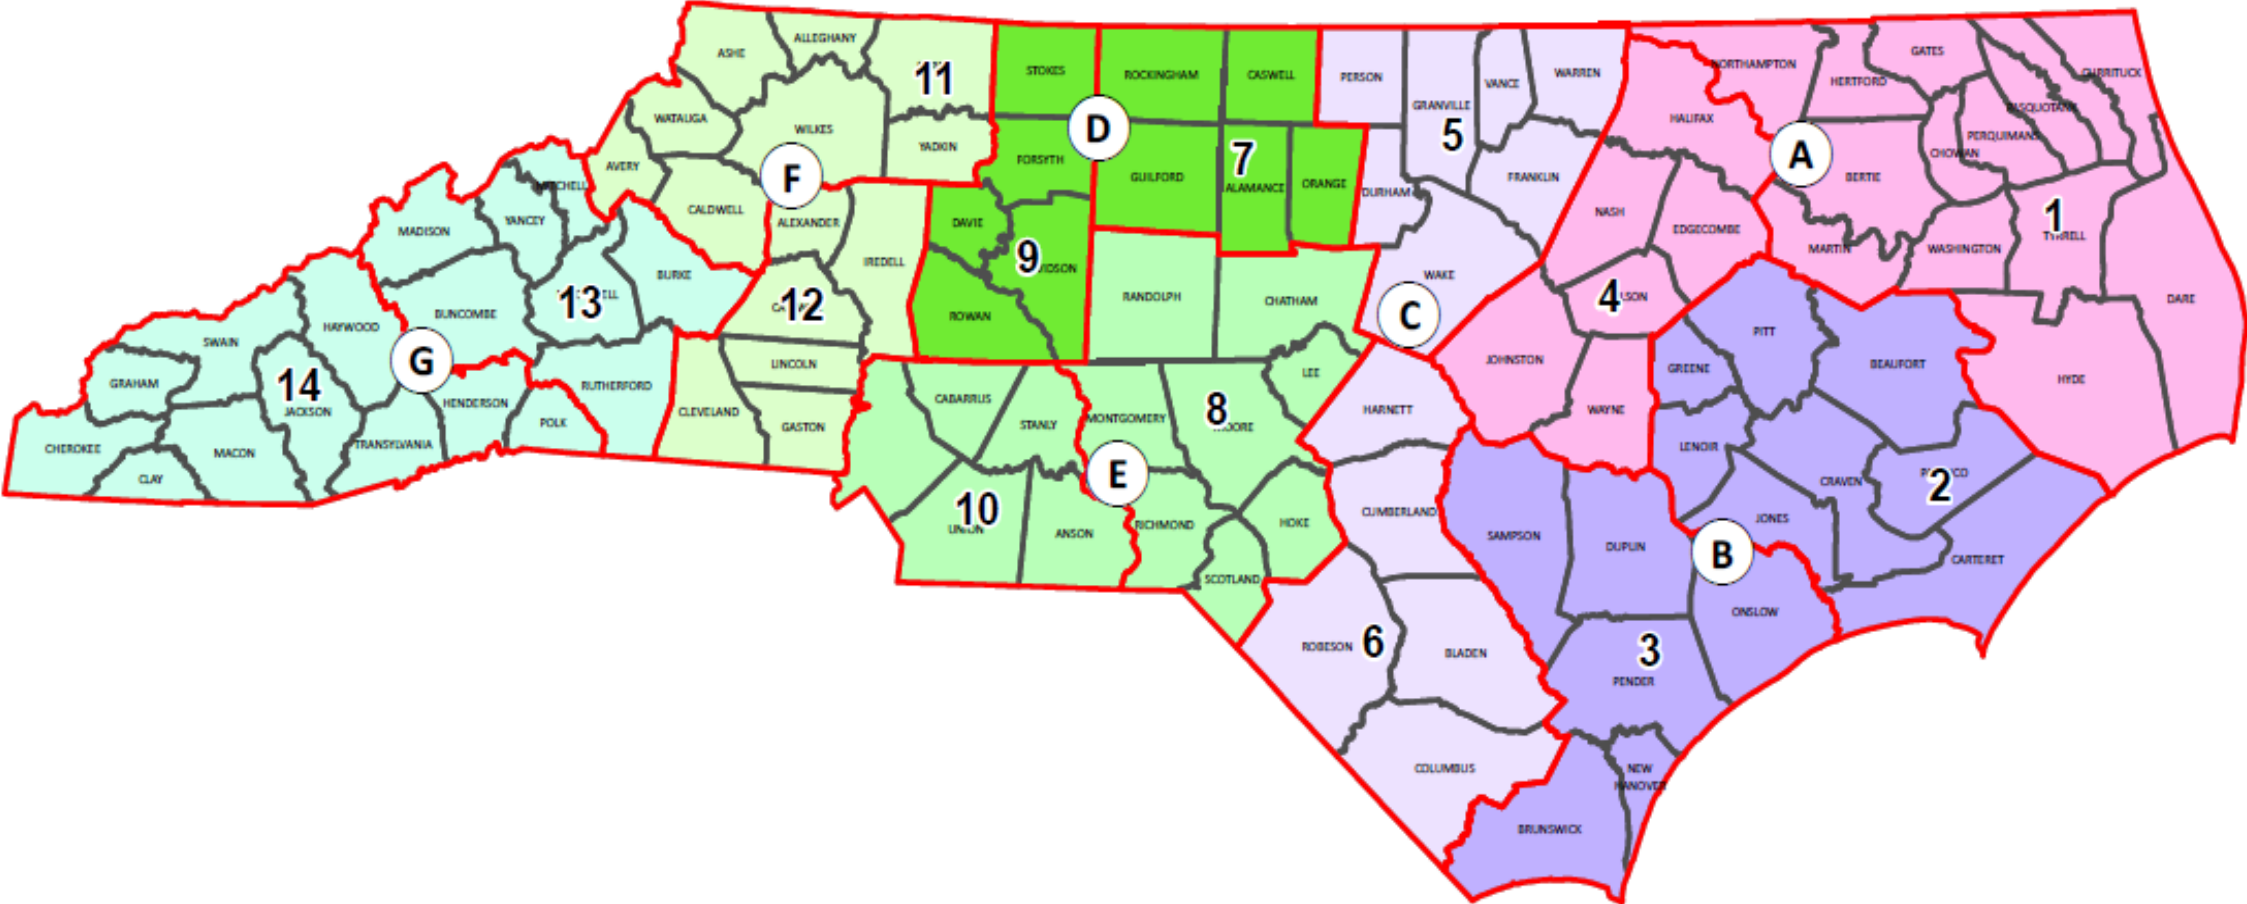 ALLEGHANY
ASHE
11
STOKES
ROCKINGHAM
CASWELL
PERSON
VANCE
WARREN
NORTHAMPTON
GATES
HERTFORD
CURRITUCK
WATAUGA
WILKES
YADKIN
D
GRANVILLE
5
HALIFAX
PASQUOTANK
PERQUIMANS
CHOWAN
A
AVERY
F
FORSYTH
GUILFORD
7
ALAMANCE
ORANGE
DURHAM
FRANKLIN
BERTIE
MITCHELL
YANCEY
MADISON
CALDWELL
ALEXANDER
DAVIE
9
NASH
EDGECOMBE
MARTIN
WASHINGTON
1
TYRRELL
BURKE
IREDELL
RANDOLPH
CHATHAM
WAKE
4
DARE
SWAIN
HAYWOOD
BUNCOMBE
13
12
ROWAN
C
PITT
GRAHAM
G
LINCOLN
JOHNSTON
GREENE
BEAUFORT
HYDE
14
JACKSON
HENDERSON
RUTHERFORD
CLEVELAND
CABARRUS
LEE
HARNETT
WAYNE
CHEROKEE
MACON
TRANSYLVANIA
POLK
GASTON
STANLY
MONTGOMERY
8
LENOIR
CLAY
10
E
CRAVEN
2
UNION
ANSON
RICHMOND
HOKE
CUMBERLAND
SAMPSON
DUPLIN
B
JONES
CARTERET
SCOTLAND
ONSLOW
ROBESON
6
BLADEN
3
PENDER
COLUMBUS
NEW
HANOVER
BRUNSWICK